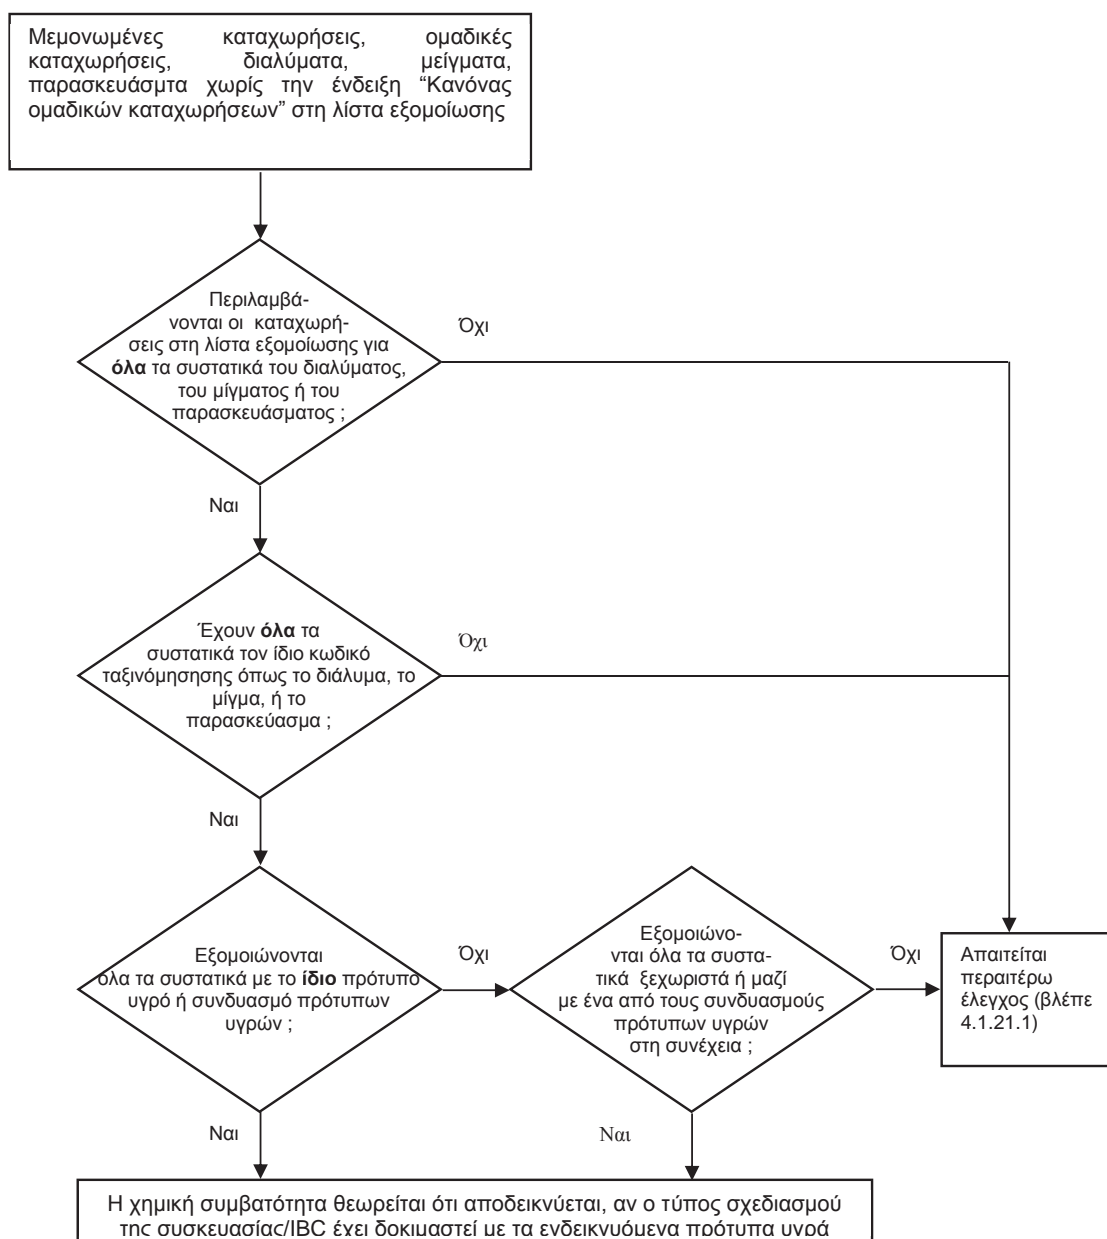 Μεμονωμένες καταχωρήσεις, ομαδικές
καταχωρήσεις, διαλύματα, μείγματα,
παρασκευάσμτα χωρίς την ένδειξη “Κανόνας
ομαδικών καταχωρήσεων” στη λίστα εξομοίωσης
Περιλαμβά-
νονται οι καταχωρή-
σεις στη λίστα εξομοίωσης για
όλα τα συστατικά του διαλύματος,
του μίγματος ή του
παρασκευάσματος ;
Όχι
Ναι
Έχουν όλα τα
συστατικά τον ίδιο κωδικό
ταξινόμησησης όπως το διάλυμα, το
μίγμα, ή το
παρασκεύασμα ;
Όχι
Ναι
Εξομοιώνονται
όλα τα συστατικά με το ίδιο πρότυπο
υγρό ή συνδυασμό πρότυπων
υγρών ;
Όχι
Εξομοιώνο-
νται όλα τα συστα-
τικά ξεχωριστά ή μαζί
με ένα από τους συνδυασμούς
πρότυπων υγρών
στη συνέχεια ;
Όχι
Απαιτείται
περαιτέρω
έλεγχος (βλέπε
4.1.21.1)
Ναι
Ναι
Η χημική συμβατότητα θεωρείται ότι αποδεικνύεται, αν ο τύπος σχεδιασμού
της συσκευασίας/IBC έχει δοκιμαστεί με τα ενδεικνυόμενα πρότυπα υγρά